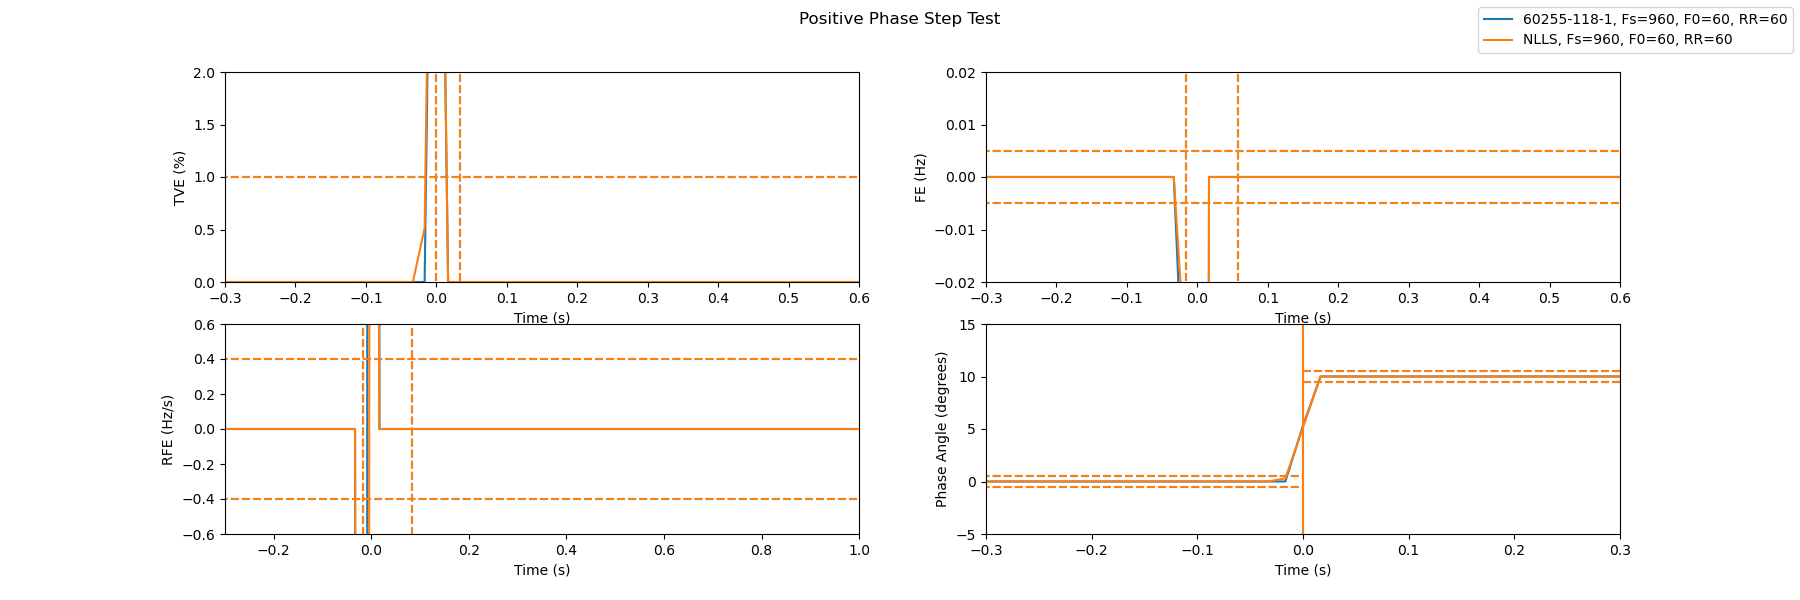 Positive Phase Step Test
60255-118-1, Fs=960, F0=60, RR=60
NLLS, Fs=960, F0=60, RR=60
2.0
1.5
1.0
0.5
0.0
TVE (%)
−0.3 −0.2 −0.1 0.0 0.1 0.2 0.3 0.4 0.5 0.6
Time (s)
0.02
0.01
0.00
−0.01
−0.02
FE (Hz)
−0.3 −0.2 −0.1 0.0 0.1 0.2 0.3 0.4 0.5 0.6
Time (s)
0.6
0.4
0.2
0.0
−0.2
−0.4
−0.6
RFE (Hz/s)
−0.2 0.0 0.2 0.4 0.6 0.8 1.0
Time (s)
15
10
5
0
−5
Phase Angle (degrees)
−0.3 −0.2 −0.1 0.0 0.1 0.2 0.3
Time (s)